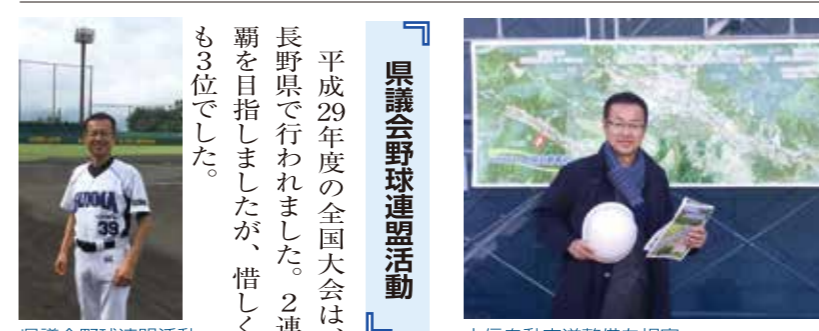 県議会野球連盟活動
平成29年度の全国大会は、
長野県で行われました。２連
覇を目指しましたが、惜しく
も３位でした。
39